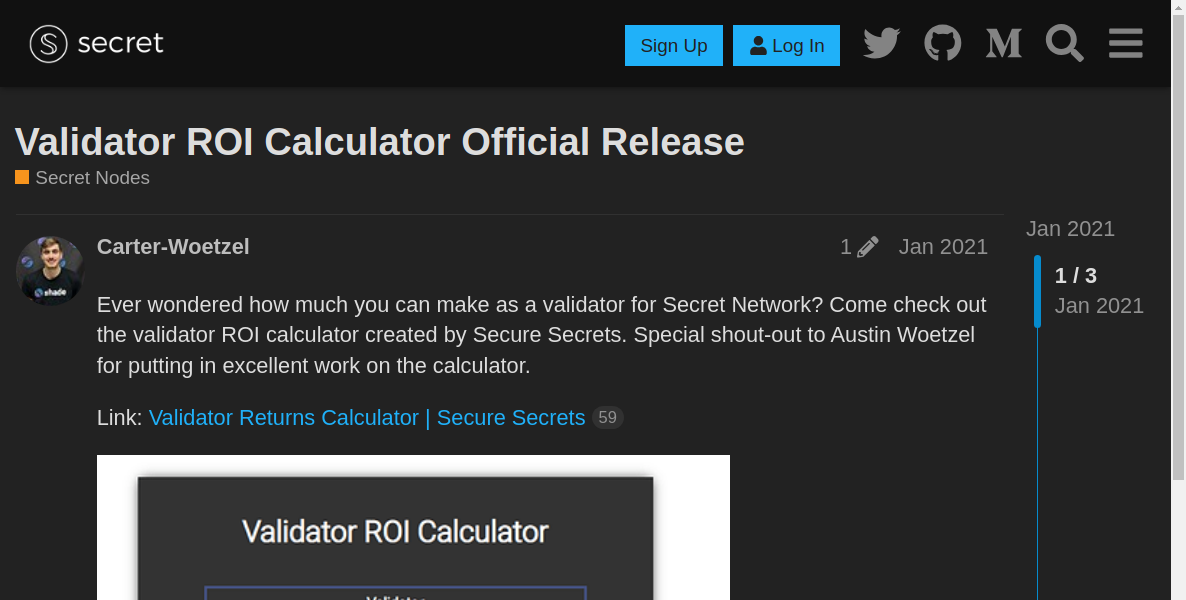 secret
Sign Up
Log In
Validator ROI Calculator Official Release
Secret Nodes
Jan 2021
Carter-Woetzel
1
Jan 2021
1 / 3
Jan 2021
shade
Ever wondered how much you can make as a validator for Secret Network? Come check out
the validator ROI calculator created by Secure Secrets. Special shout-out to Austin Woetzel
for putting in excellent work on the calculator.
Link: Validator Returns Calculator | Secure Secrets 59
Validator ROI Calculator